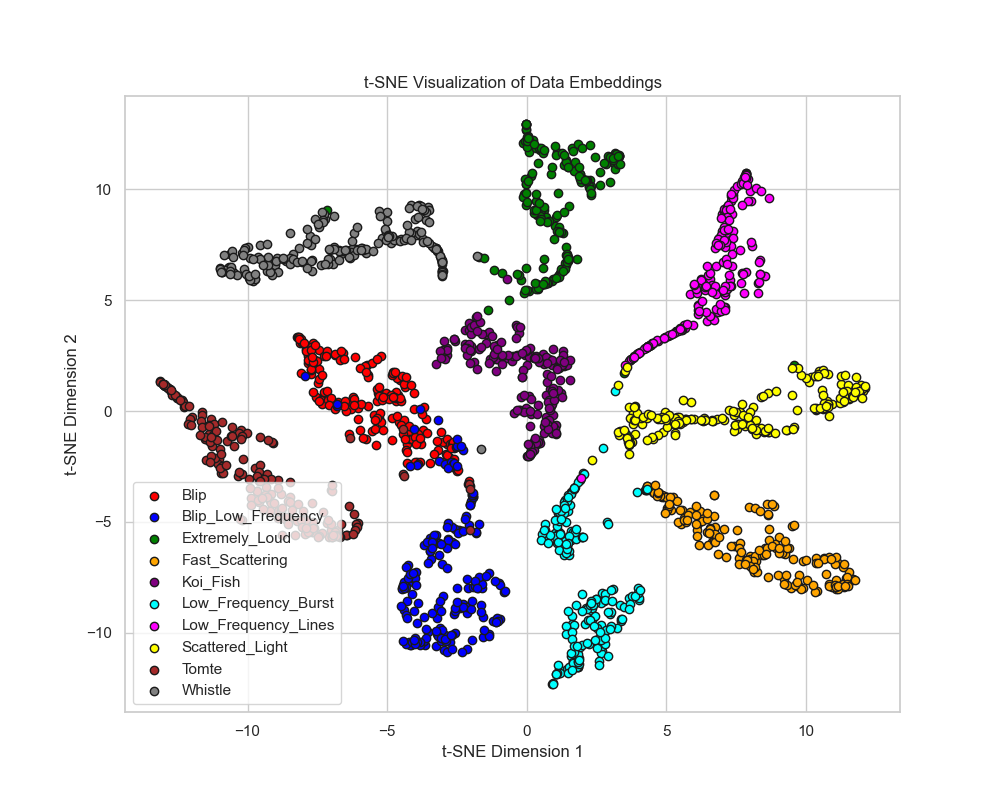 t-SNE Visualization of Data Embeddings
10
5
0
−5
−10
t-SNE Dimension 2
Blip
Blip_Low_Frequency
Extremely_Loud
Fast_Scattering
Koi_Fish
Low_Frequency_Burst
Low_Frequency_Lines
Scattered_Light
Tomte
Whistle
−10
−5
0
5
10
t-SNE Dimension 1